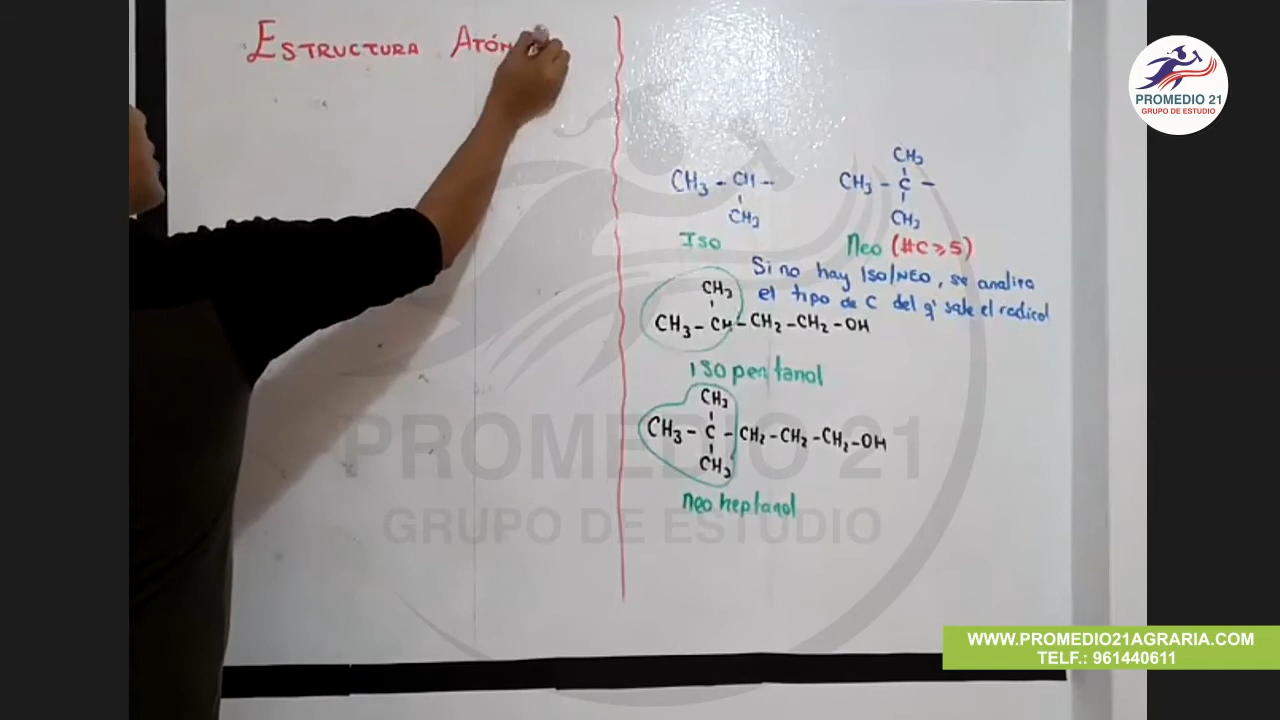 ESTRUCTURA ATÓM
CH3
CH3 - CH -
CH3 - C -
CH3
CH3
Iso
Neo (#C ≥ 5)
Si no hay ISO/NEO, se analiza
el tipo de C del q' sale el radical
CH3
CH3 - CH - CH2 - CH2 - OH
Iso pentanol
CH3
CH3 - C - CH2 - CH2 - CH2 - OH
CH3
neo heptanol
PROMEDIO 21
GRUPO DE ESTUDIO
PROMEDIO 21
GRUPO DE ESTUDIO
WWW.PROMEDIO21AGRARIA.COM
TELF.: 961440611